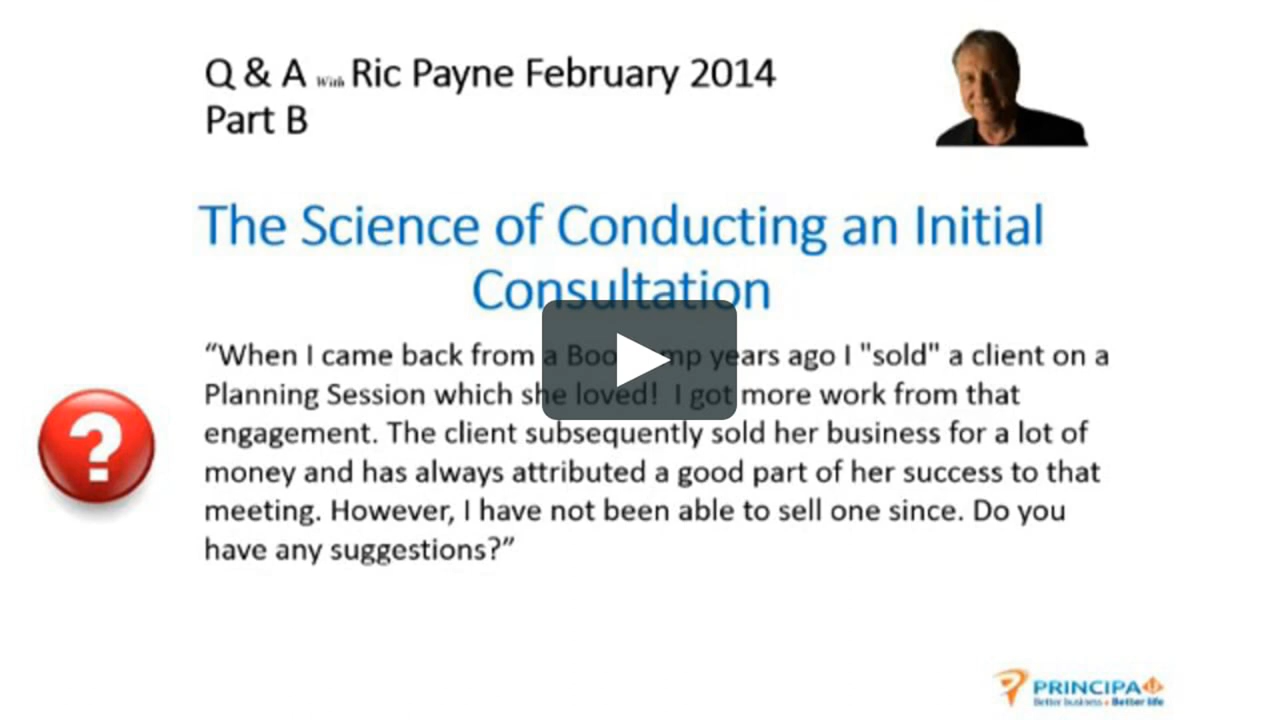 Q & A With Ric Payne February 2014
Part B
The Science of Conducting an Initial
Consultation
“When I came back from a years ago I "sold" a client on a
Planning Session which she loved! I got more work from that
engagement. The client subsequently sold her business for a lot of
money and has always attributed a good part of her success to that
meeting. However, I have not been able to sell one since. Do you
have any suggestions?”
?
PRINCIPA
Better business • Better life